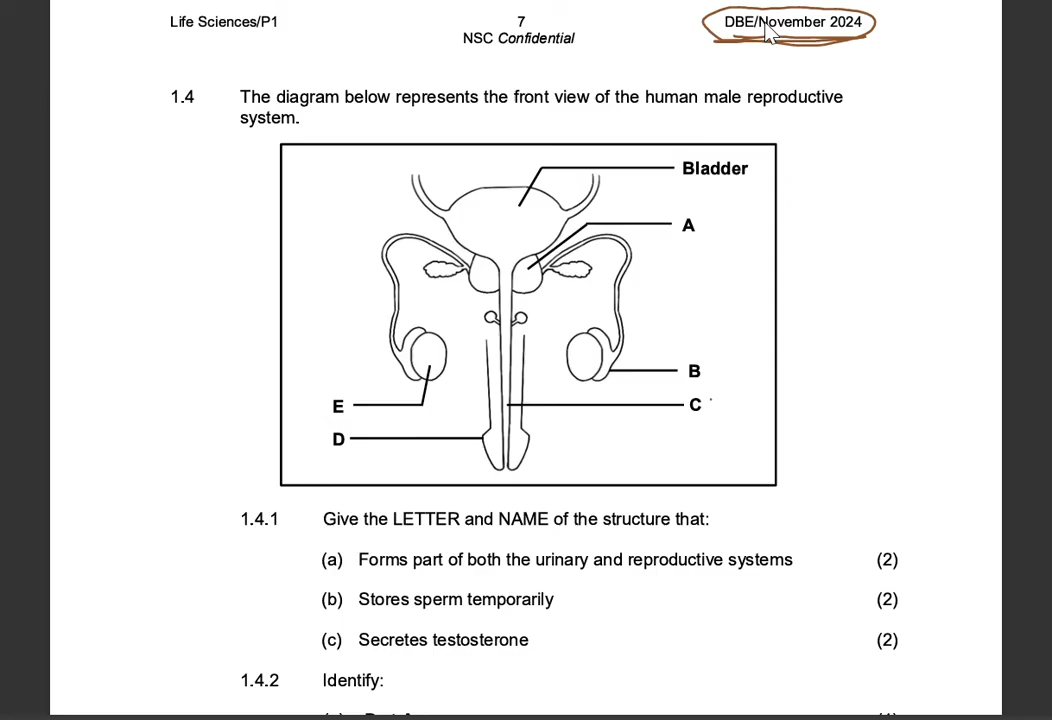 Life Sciences/P1 7 DBE/November 2024
NSC Confidential
1.4 The diagram below represents the front view of the human male reproductive
system.
Bladder
A
B
C
E
D
1.4.1 Give the LETTER and NAME of the structure that:
(a) Forms part of both the urinary and reproductive systems (2)
(b) Stores sperm temporarily (2)
(c) Secretes testosterone (2)
1.4.2 Identify: